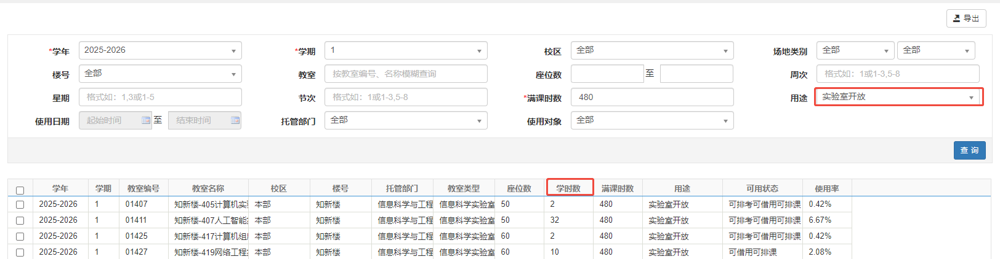 导出
*学年 2025-2026 *学期 1 校区 全部 场地类别 全部 全部
楼号 全部 教室 按教室编号、名称模糊查询 座位数 至 周次 格式如：1或1-3,5-8
星期 格式如：1,3或1-5 节次 格式如：1或1-3,5-8 *满课时数 480 用途 实验室开放
使用日期 起始时间 至 结束时间 托管部门 全部 使用对象 全部
查 询
学年 学期 教室编号 教室名称 校区 楼号 托管部门 教室类型 座位数 学时数 满课时数 用途 可用状态 使用率
2025-2026 1 01407 知新楼-405计算机实 本部 知新楼 信息科学与工程 信息科学实验室 50 2 480 实验室开放 可排考可借用可排课 0.42%
2025-2026 1 01411 知新楼-407人工智能 本部 知新楼 信息科学与工程 信息科学实验室 50 32 480 实验室开放 可排考可借用可排课 6.67%
2025-2026 1 01425 知新楼-417计算机组 本部 知新楼 信息科学与工程 信息科学实验室 60 2 480 实验室开放 可排考可借用可排课 0.42%
2025-2026 1 01427 知新楼-419网络工程 本部 知新楼 信息科学与工程 信息科学实验室 60 10 480 实验室开放 可借用可排课 2.08%